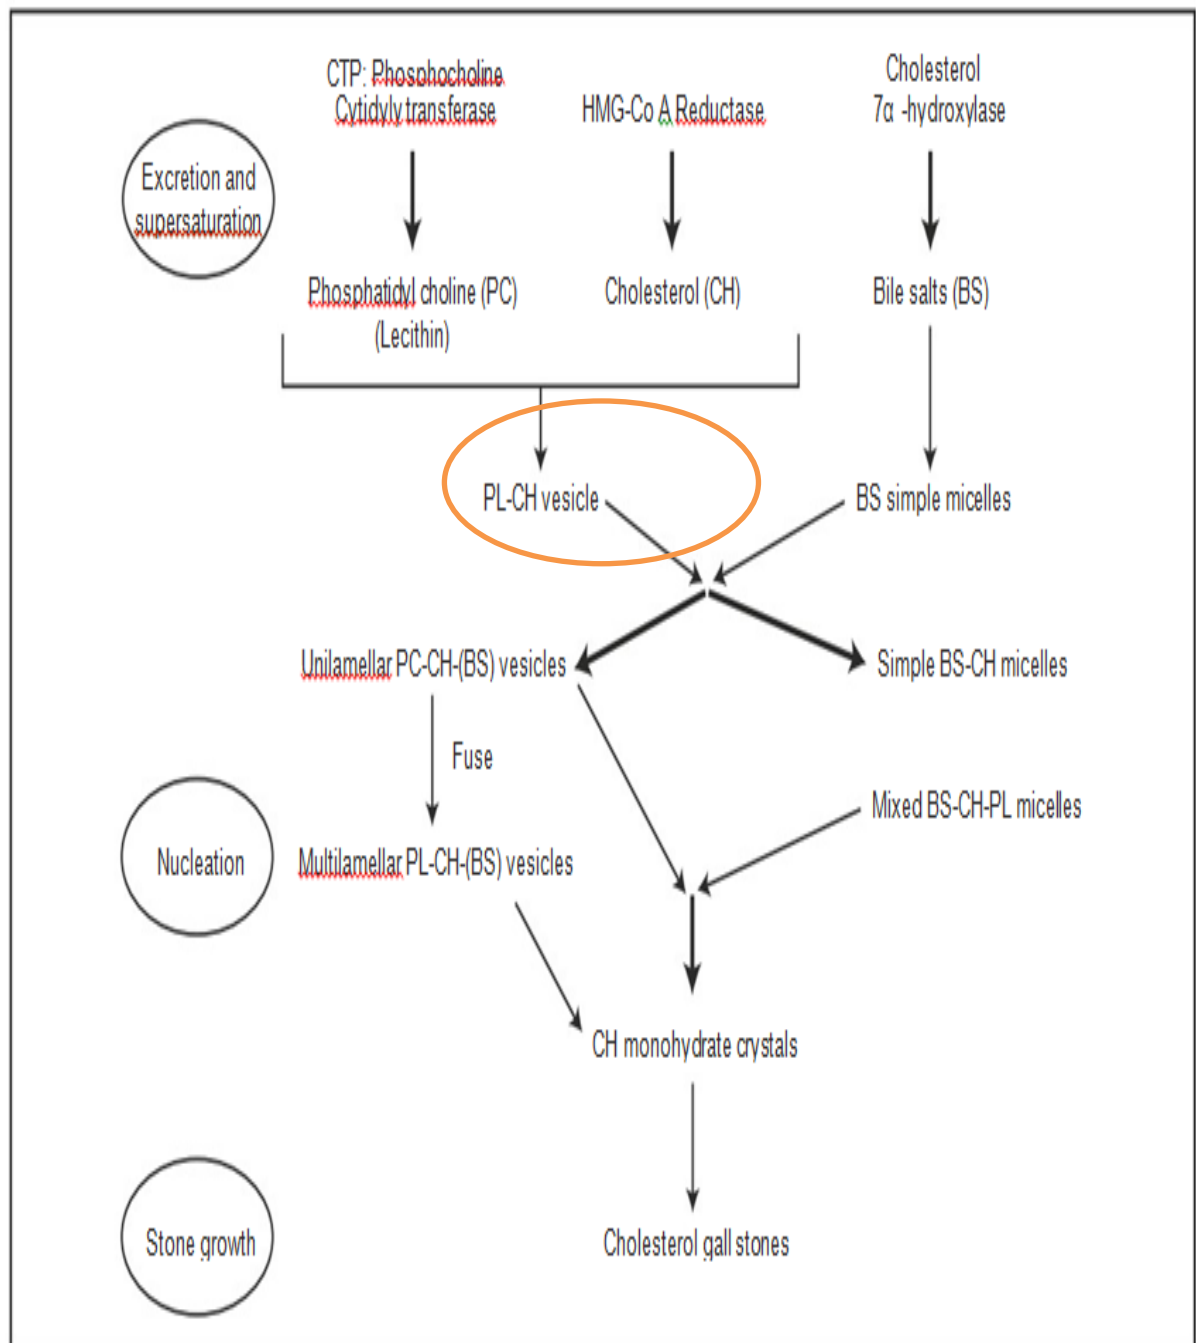 CTP: Phosphocholine
Cytidyly transferase
HMG-Co A Reductase
Cholesterol
7α -hydroxylase
Excretion and
supersaturation
Phosphatidyl choline (PC)
(Lecithin)
Cholesterol (CH)
Bile salts (BS)
PL-CH vesicle
BS simple micelles
Unilamellar PC-CH-(BS) vesicles
Simple BS-CH micelles
Fuse
Mixed BS-CH-PL micelles
Nucleation
Multilamellar PL-CH-(BS) vesicles
CH monohydrate crystals
Stone growth
Cholesterol gall stones